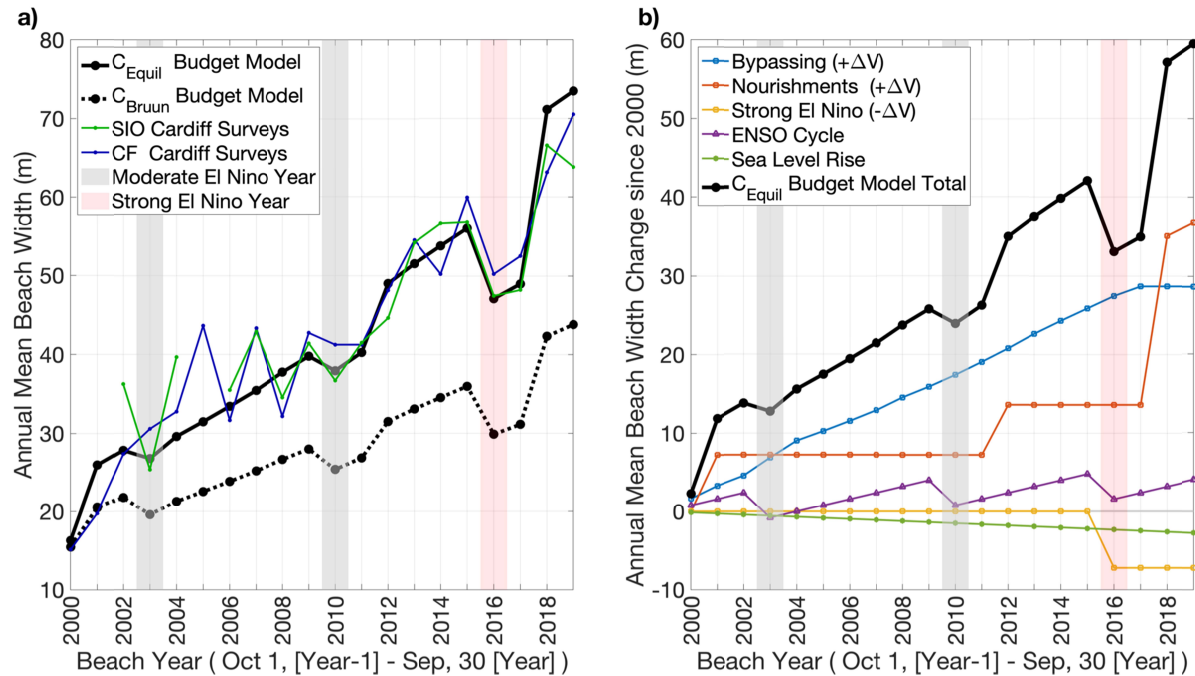 a)
Annual Mean Beach Width (m)
80
70
60
50
40
30
20
10
C_Equil Budget Model
C_Bruun Budget Model
SIO Cardiff Surveys
CF Cardiff Surveys
Moderate El Nino Year
Strong El Nino Year
2000
2002
2004
2006
2008
2010
2012
2014
2016
2018
Beach Year ( Oct 1, [Year-1] - Sep, 30 [Year] )
b)
Annual Mean Beach Width Change since 2000 (m)
60
50
40
30
20
10
0
-10
Bypassing (+ΔV)
Nourishments (+ΔV)
Strong El Nino (-ΔV)
ENSO Cycle
Sea Level Rise
C_Equil Budget Model Total
2000
2002
2004
2006
2008
2010
2012
2014
2016
2018
Beach Year ( Oct 1, [Year-1] - Sep, 30 [Year] )